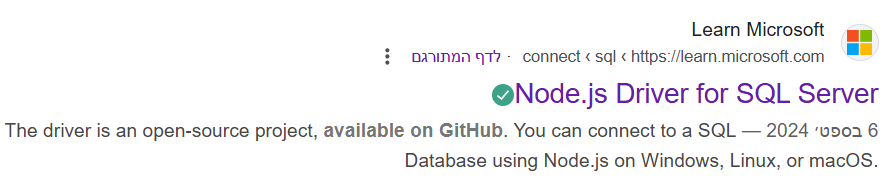 Learn Microsoft
https://learn.microsoft.com › sql › connect · לדף המתורגם
Node.js Driver for SQL Server
6 בספט׳ 2024 — The driver is an open-source project, available on GitHub. You can connect to a SQL
Database using Node.js on Windows, Linux, or macOS.